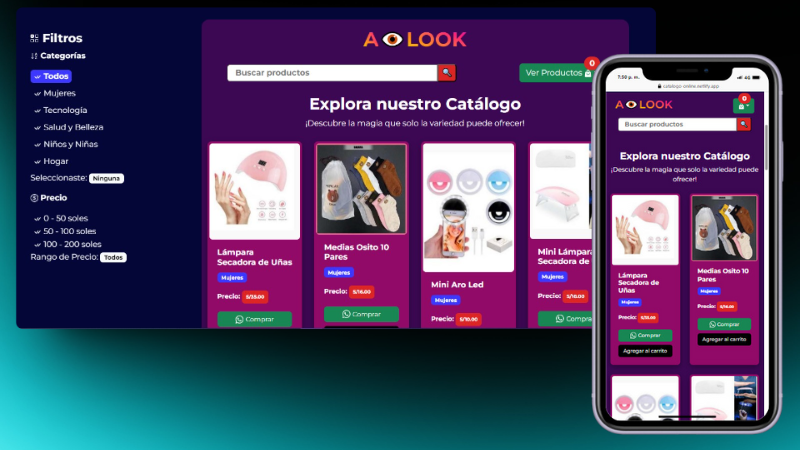 Filtros
Categorías
Todos
Mujeres
Tecnología
Salud y Belleza
Niños y Niñas
Hogar
Seleccionaste: Ninguna
Precio
0 - 50 soles
50 - 100 soles
100 - 200 soles
Rango de Precio: Todos
A LOOK
Buscar productos
Ver Productos
0
Explora nuestro Catálogo
¡Descubre la magia que solo la variedad puede ofrecer!
Lámpara
Secadora de Uñas
Mujeres
Precio: S/35.00
Comprar
Medias Osito 10
Pares
Mujeres
Precio: S/16.00
Comprar
Mini Aro Led
Mujeres
Precio: S/10.00
Mini Lámpara
Secadora de
Mujeres
Precio: S/16.00
Comprar
7:50 p. m.
4G
catalogo-online.netlify.app
A LOOK
0
Buscar productos
Explora nuestro Catálogo
¡Descubre la magia que solo la variedad puede
ofrecer!
Lámpara
Secadora de
Uñas
Mujeres
Precio: S/35.00
Comprar
Agregar al carrito
Medias Osito 10
Pares
Mujeres
Precio: S/16.00
Comprar
Agregar al carrito